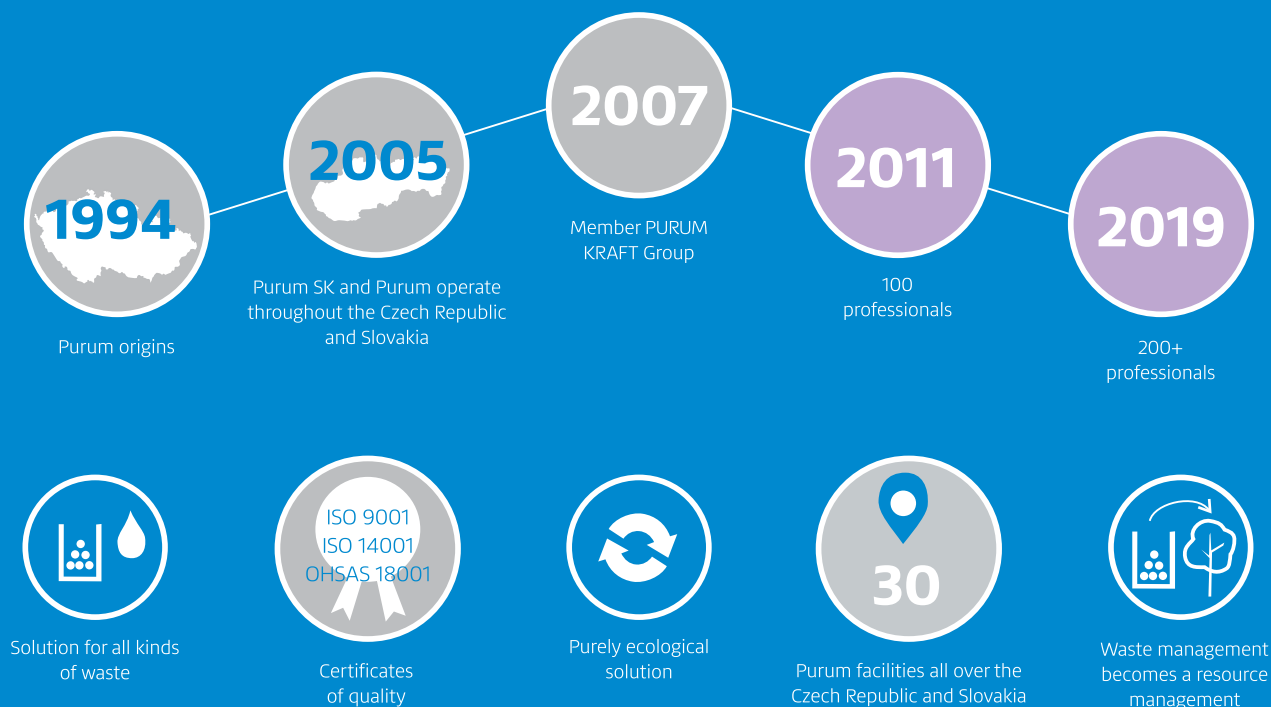 1994
Purum origins
2005
Purum SK and Purum operate
throughout the Czech Republic
and Slovakia
2007
Member PURUM
KRAFT Group
2011
100
professionals
2019
200+
professionals
Solution for all kinds
of waste
ISO 9001
ISO 14001
OHSAS 18001
Certificates
of quality
Purely ecological
solution
30
Purum facilities all over the
Czech Republic and Slovakia
Waste management
becomes a resource
management